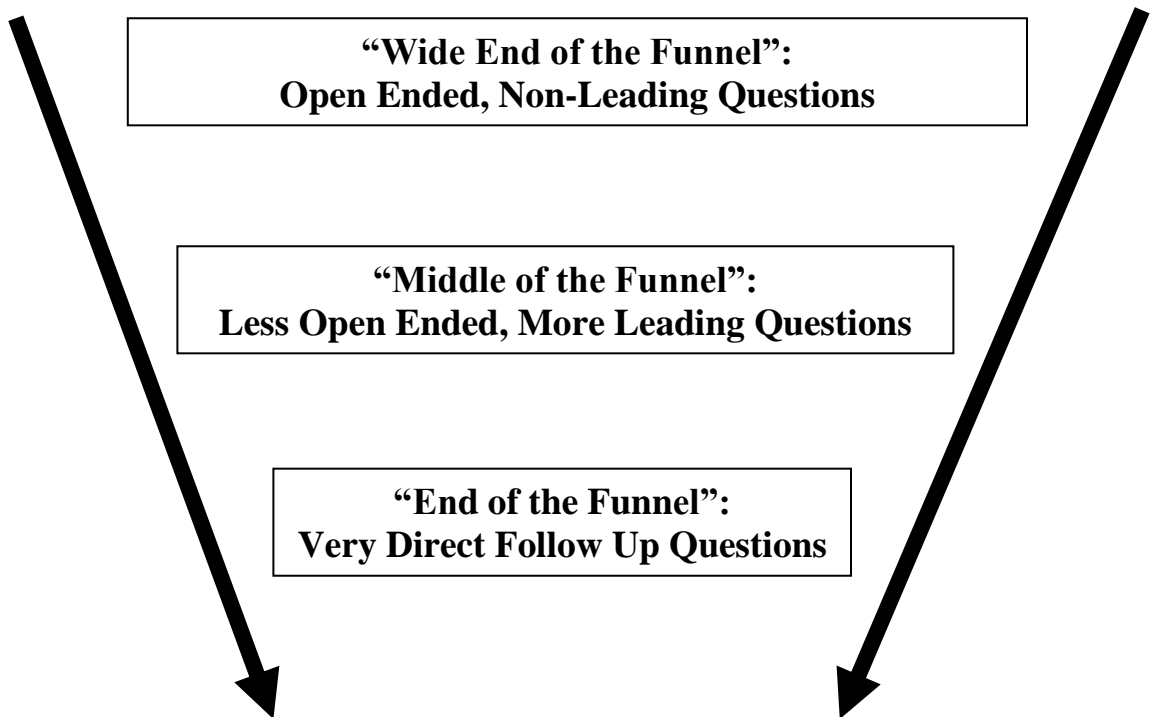 “Wide End of the Funnel”:
Open Ended, Non-Leading Questions
“Middle of the Funnel”:
Less Open Ended, More Leading Questions
“End of the Funnel”:
Very Direct Follow Up Questions